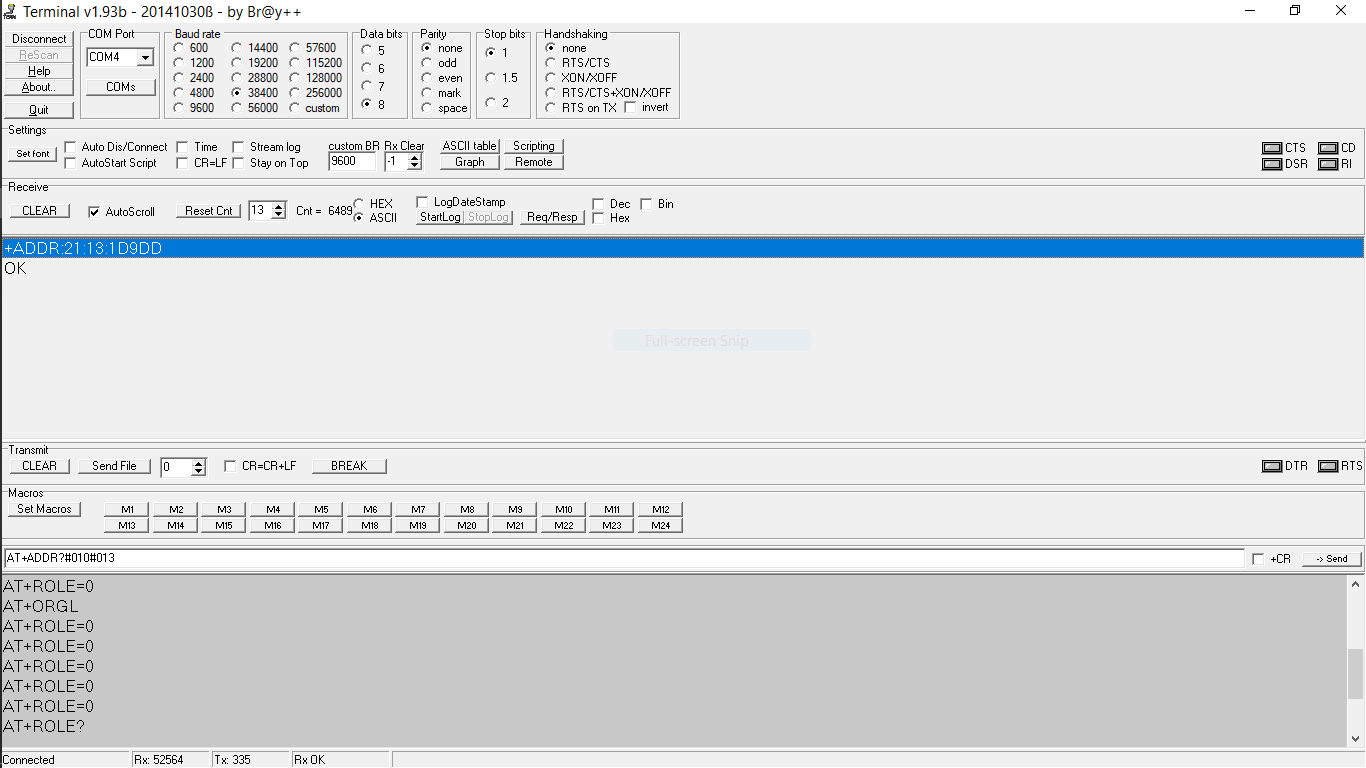 Terminal v1.93b - 20141030ß - by Br@y++
Disconnect
ReScan
Help
About..
Quit
COM Port
COM4
COMs
Baud rate
600 14400 57600
1200 19200 115200
2400 28800 128000
4800 38400 256000
9600 56000 custom
Data bits
5
6
7
8
Parity
none
odd
even
mark
space
Stop bits
1
1.5
2
Handshaking
none
RTS/CTS
XON/XOFF
RTS/CTS+XON/XOFF
RTS on TX invert
Settings
Set font
Auto Dis/Connect Time Stream log
AutoStart Script CR=LF Stay on Top
custom BR Rx Clear
9600 -1
ASCII table Scripting
Graph Remote
CTS CD
DSR RI
Receive
CLEAR AutoScroll Reset Cnt 13 Cnt = 6489
HEX
ASCII
LogDateStamp
StartLog StopLog Req/Resp
Dec Bin
Hex
+ADDR:21:13:1D9DD
OK
Full-screen Snip
Transmit
CLEAR Send File 0 CR=CR+LF BREAK
DTR RTS
Macros
Set Macros
M1 M2 M3 M4 M5 M6 M7 M8 M9 M10 M11 M12
M13 M14 M15 M16 M17 M18 M19 M20 M21 M22 M23 M24
AT+ADDR?#010#013 +CR -> Send
AT+ROLE=0
AT+ORGL
AT+ROLE=0
AT+ROLE=0
AT+ROLE=0
AT+ROLE=0
AT+ROLE=0
AT+ROLE?
Connected Rx: 52564 Tx: 335 Rx OK